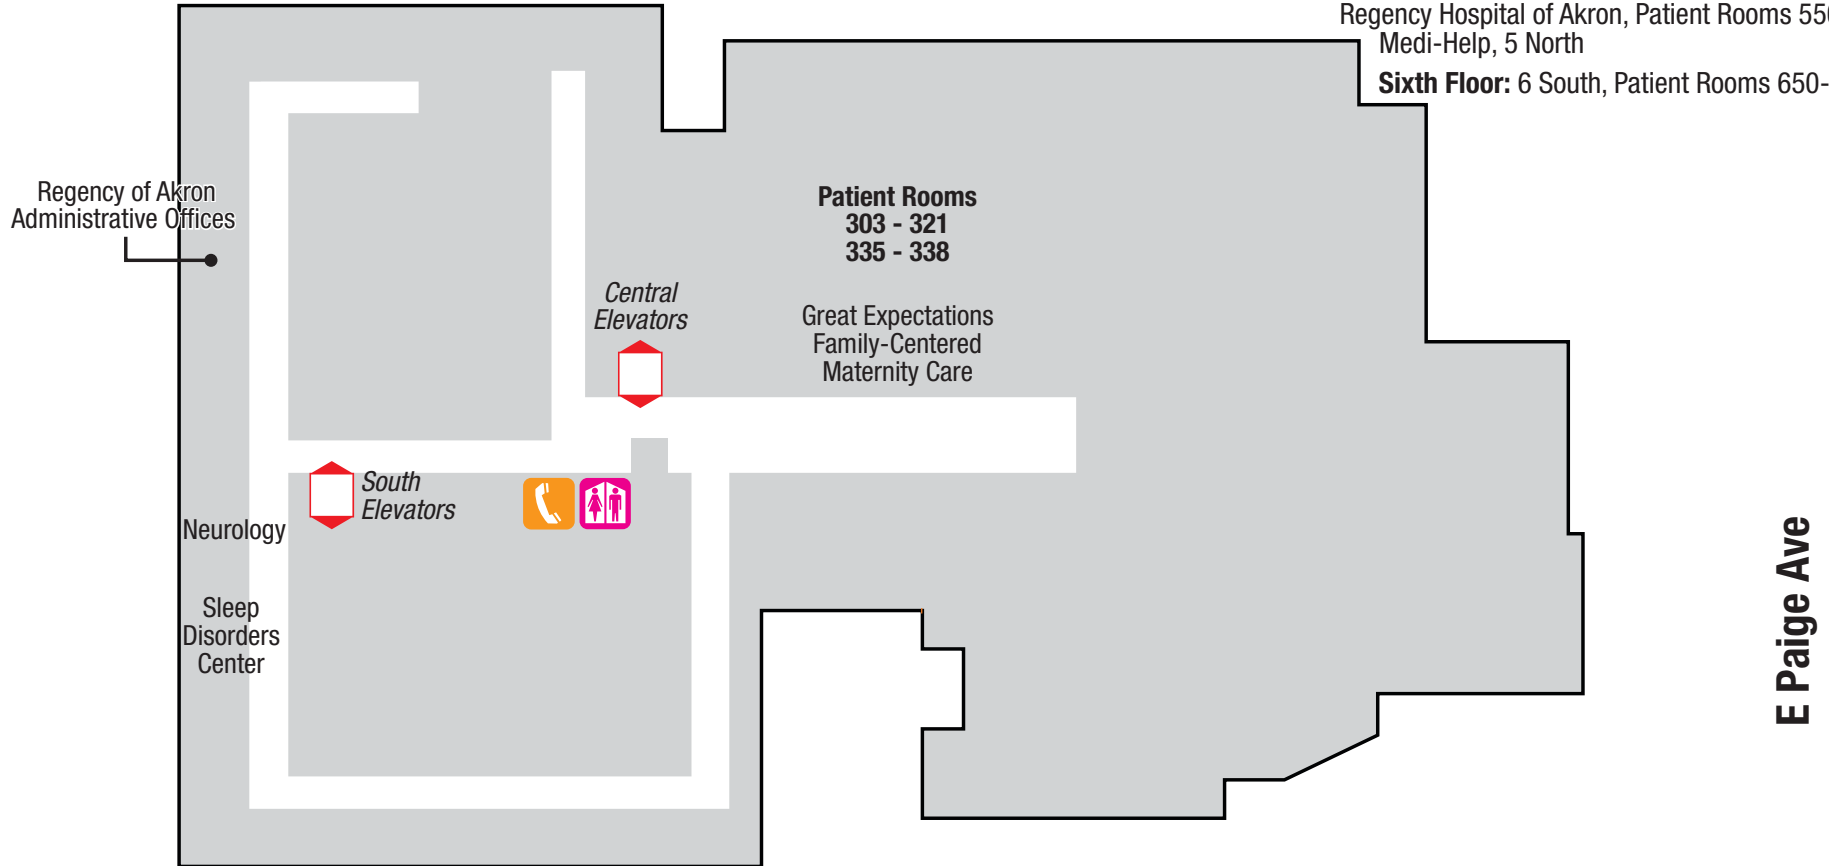 Regency Hospital of Akron, Patient Rooms 550
Medi-Help, 5 North
Sixth Floor: 6 South, Patient Rooms 650-
Regency of Akron
Administrative Offices
Patient Rooms
303 - 321
335 - 338
Central
Elevators
Great Expectations
Family-Centered
Maternity Care
South
Elevators
Neurology
Sleep
Disorders
Center
E Paige Ave